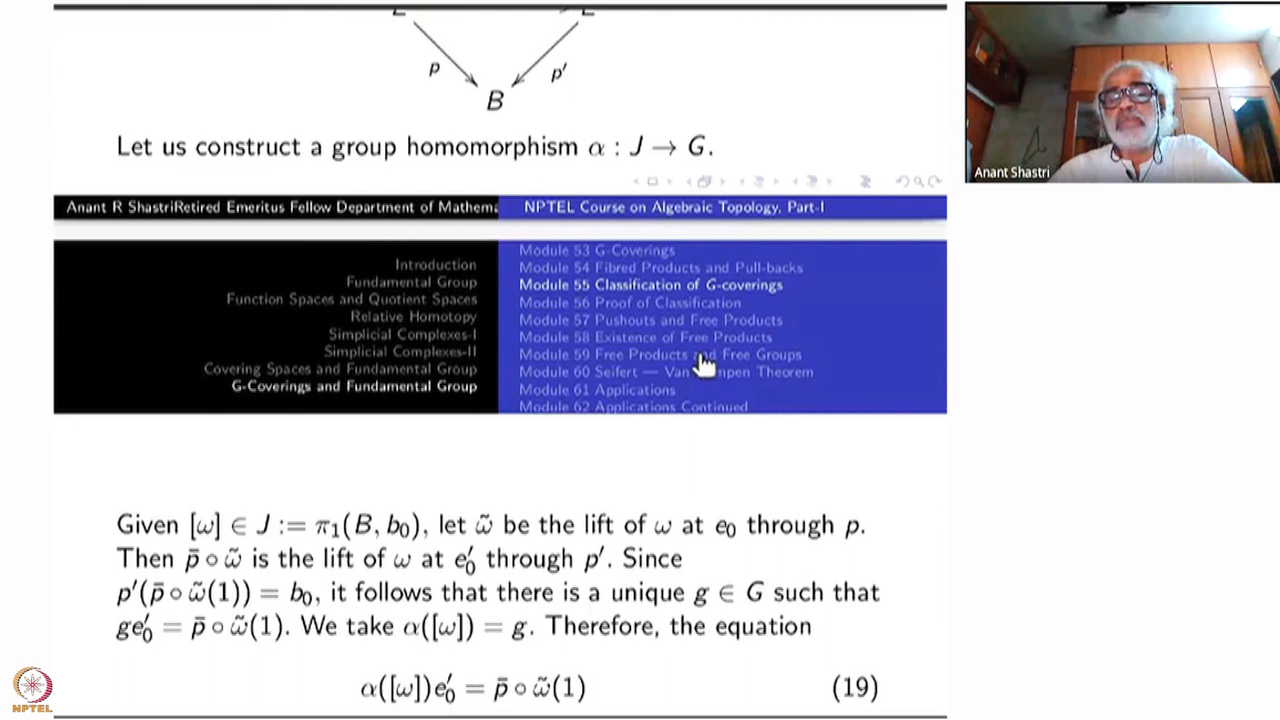 p
p′
B
Let us construct a group homomorphism α : J → G.
Anant R ShastriRetired Emeritus Fellow Department of Mathema
NPTEL Course on Algebraic Topology, Part-I
Introduction
Fundamental Group
Function Spaces and Quotient Spaces
Relative Homotopy
Simplicial Complexes-I
Simplicial Complexes-II
Covering Spaces and Fundamental Group
G-Coverings and Fundamental Group
Module 53 G-Coverings
Module 54 Fibred Products and Pull-backs
Module 55 Classification of G-coverings
Module 56 Proof of Classification
Module 57 Pushouts and Free Products
Module 58 Existence of Free Products
Module 59 Free Products and Free Groups
Module 60 Seifert — Van Kampen Theorem
Module 61 Applications
Module 62 Applications Continued
Given [ω] ∈ J := π₁(B, b₀), let ω̃ be the lift of ω at e₀ through p.
Then p̄ ∘ ω̃ is the lift of ω at e₀′ through p′. Since
p′(p̄ ∘ ω̃(1)) = b₀, it follows that there is a unique g ∈ G such that
ge₀′ = p̄ ∘ ω̃(1). We take α([ω]) = g. Therefore, the equation
α([ω])e₀′ = p̄ ∘ ω̃(1) (19)
Anant Shastri
NPTEL